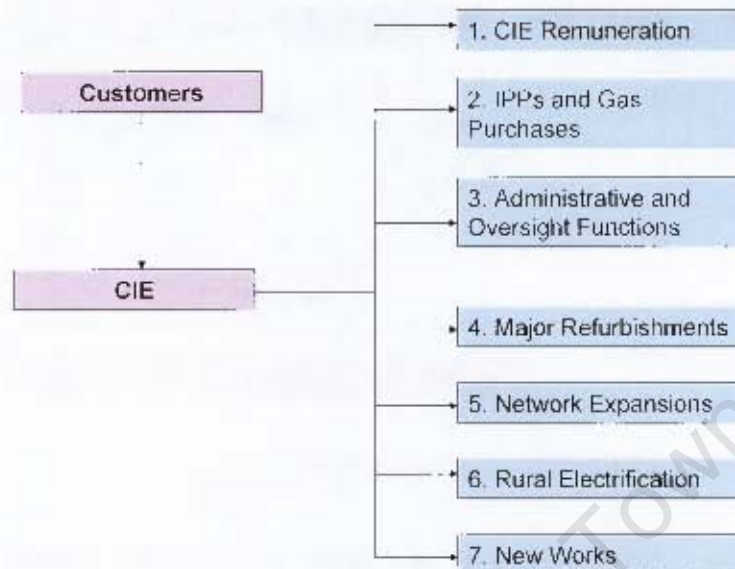 Customers
CIE
1. CIE Remuneration
2. IPPs and Gas
Purchases
3. Administrative and
Oversight Functions
4. Major Refurbishments
5. Network Expansions
6. Rural Electrification
7. New Works